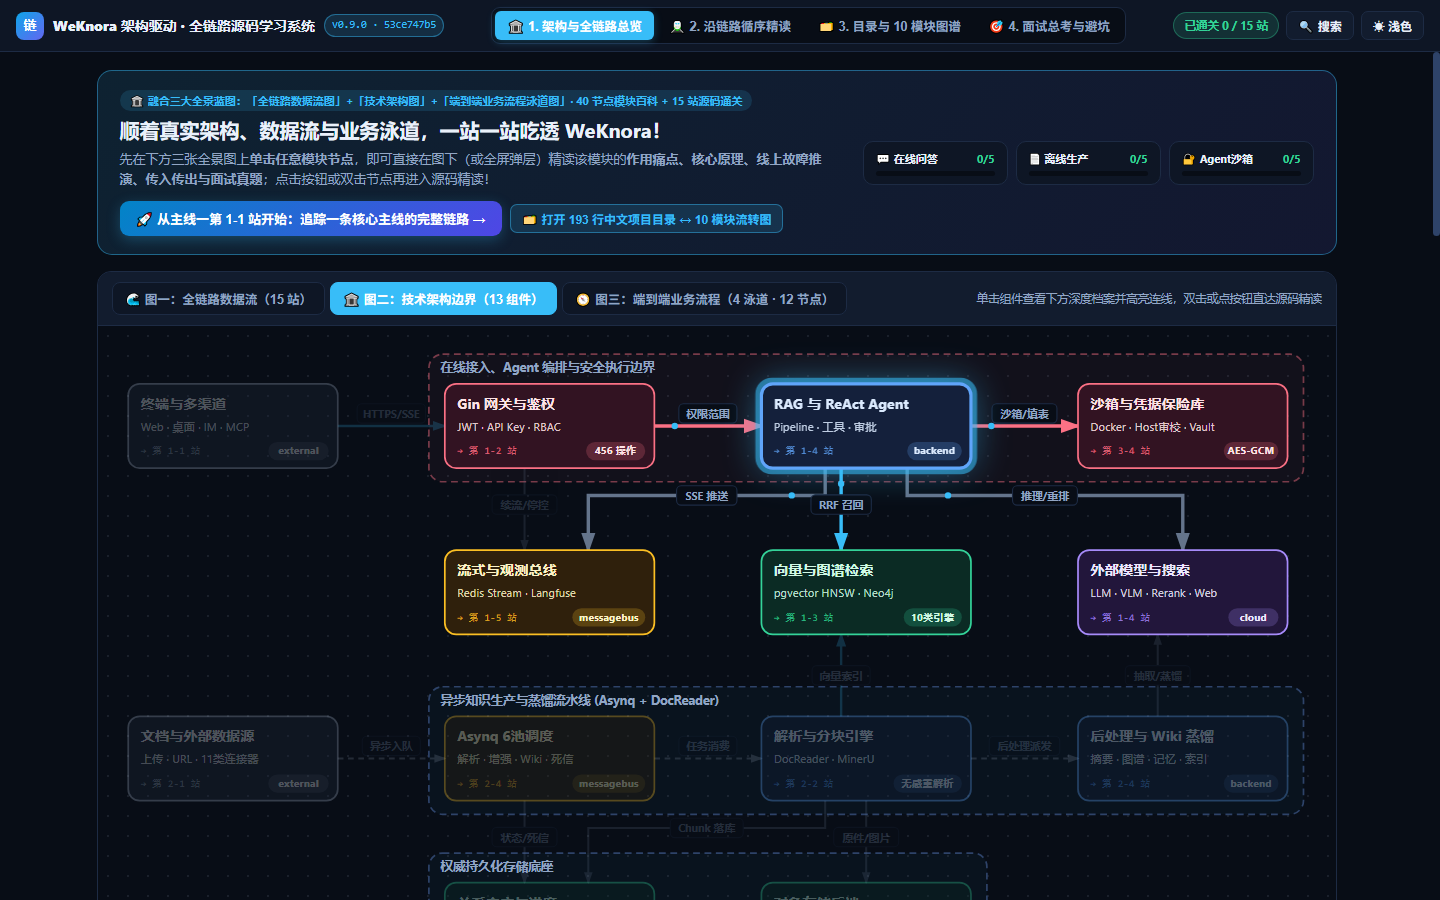 链 WeKnora 架构驱动 · 全链路源码学习系统 v0.9.0 · 53ce747b5
1. 架构与全链路总览 2. 沿链路循序精读 3. 目录与 10 模块图谱 4. 面试总考与避坑
已通关 0 / 15 站 搜索 浅色
融合三大全景蓝图：「全链路数据流图」+「技术架构图」+「端到端业务流程泳道图」· 40 节点模块百科 + 15 站源码通关
顺着真实架构、数据流与业务泳道，一站一站吃透 WeKnora！
先在下方三张全景图上单击任意模块节点，即可直接在图下（或全屏弹层）精读该模块的作用痛点、核心原理、线上故障推
演、传入传出与面试真题；点击按钮或双击节点再进入源码精读！
在线问答 0/5 离线生产 0/5 Agent沙箱 0/5
从主线一第 1-1 站开始：追踪一条核心主线的完整链路 →
打开 193 行中文项目目录 ↔ 10 模块流转图
图一：全链路数据流（15 站） 图二：技术架构边界（13 组件） 图三：端到端业务流程（4 泳道 · 12 节点）
单击组件查看下方深度档案并高亮连线，双击或点按钮直达源码精读
在线接入、Agent 编排与安全执行边界
终端与多渠道
Web · 桌面 · IM · MCP
→ 第 1-1 站 external
HTTPS/SSE
Gin 网关与鉴权
JWT · API Key · RBAC
→ 第 1-2 站 456 操作
权限范围
RAG 与 ReAct Agent
Pipeline · 工具 · 审批
→ 第 1-4 站 backend
沙箱/填表
沙箱与凭据保险库
Docker · Host审校 · Vault
→ 第 3-4 站 AES-GCM
续流/停控
SSE 推送
RRF 召回
推理/重排
流式与观测总线
Redis Stream · Langfuse
→ 第 1-5 站 messagebus
向量与图谱检索
pgvector HNSW · Neo4j
→ 第 1-3 站 10类引擎
外部模型与搜索
LLM · VLM · Rerank · Web
→ 第 1-4 站 cloud
向量索引
抽取/蒸馏
异步知识生产与蒸馏流水线 (Asynq + DocReader)
文档与外部数据源
上传 · URL · 11类连接器
→ 第 2-1 站 external
异步入队
Asynq 6池调度
解析 · 增强 · Wiki · 死信
→ 第 2-4 站 messagebus
任务消费
解析与分块引擎
DocReader · MinerU
→ 第 2-2 站 无感重解析
后处理派发
后处理与 Wiki 蒸馏
摘要 · 图谱 · 记忆 · 索引
→ 第 2-4 站 backend
状态/死信
Chunk 落库
原件/图片
权威持久化存储底座